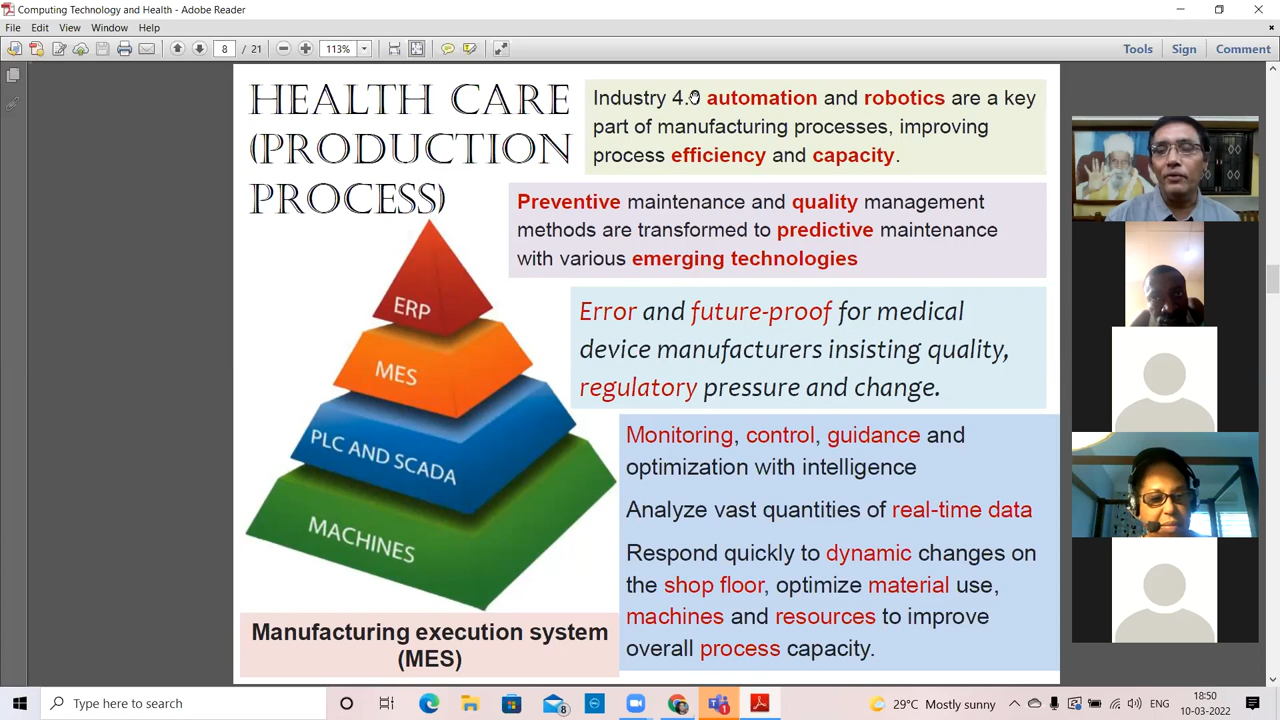 Computing Technology and Health - Adobe Reader
File Edit View Window Help
8 / 21 113% Tools Sign Comment
HEALTH CARE
(PRODUCTION
PROCESS)
Industry 4.0 automation and robotics are a key
part of manufacturing processes, improving
process efficiency and capacity.
Preventive maintenance and quality management
methods are transformed to predictive maintenance
with various emerging technologies
Error and future-proof for medical
device manufacturers insisting quality,
regulatory pressure and change.
Monitoring, control, guidance and
optimization with intelligence
Analyze vast quantities of real-time data
Respond quickly to dynamic changes on
the shop floor, optimize material use,
machines and resources to improve
overall process capacity.
ERP
MES
PLC AND SCADA
MACHINES
Manufacturing execution system
(MES)
Type here to search
8
1
29°C Mostly sunny
ENG
18:50
10-03-2022